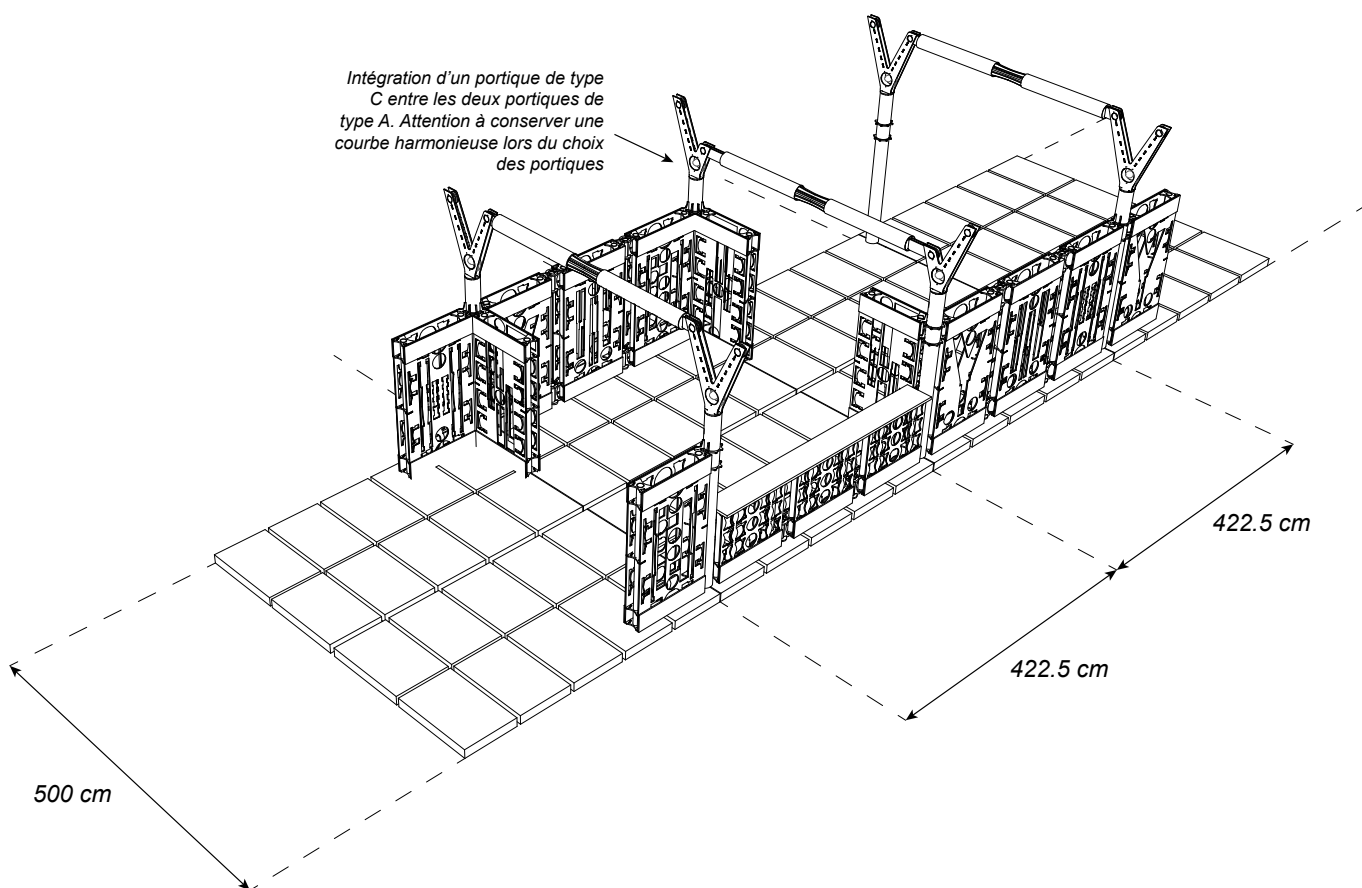 Intégration d’un portique de type
C entre les deux portiques de
type A. Attention à conserver une
courbe harmonieuse lors du choix
des portiques
422.5 cm
422.5 cm
500 cm